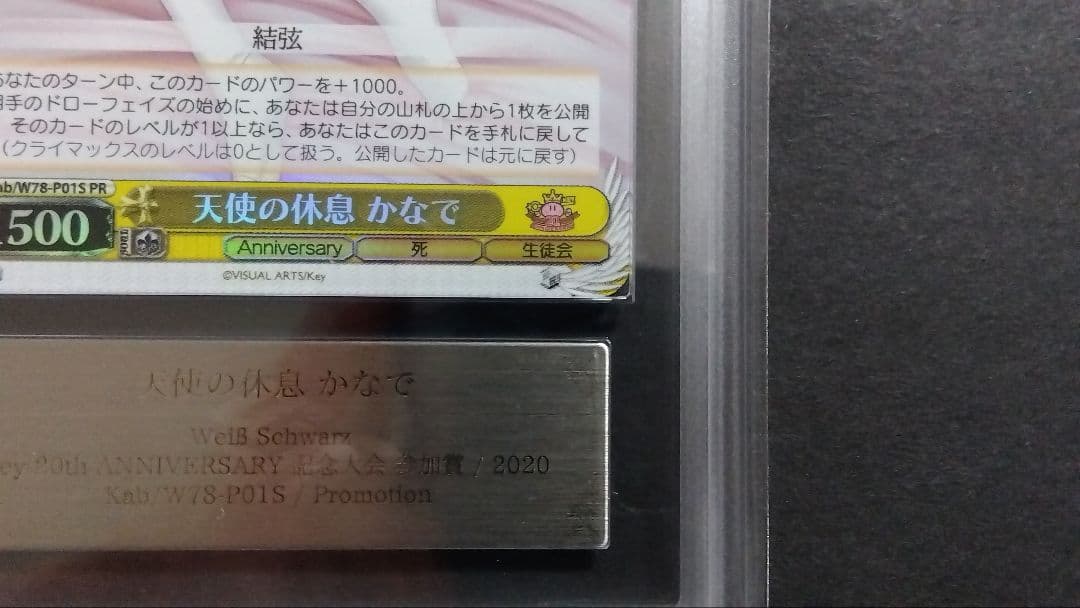 結弦
あなたのターン中、このカードのパワーを+1000。
手のドローフェイズの始めに、あなたは自分の山札の上から1枚を公開
そのカードのレベルが1以上なら、あなたはこのカードを手札に戻して
(クライマックスのレベルは0として扱う。公開したカードは元に戻す)
ab/W78-P01S PR
天使の休息 かなで
500
SOUL
Anniversary 死 生徒会
©VISUAL ARTS/Key
天使の休息 かなで
Weiß Schwarz
ey 20th ANNIVERSARY 記念大会 参加賞 / 2020
Kab/W78-P01S / Promotion